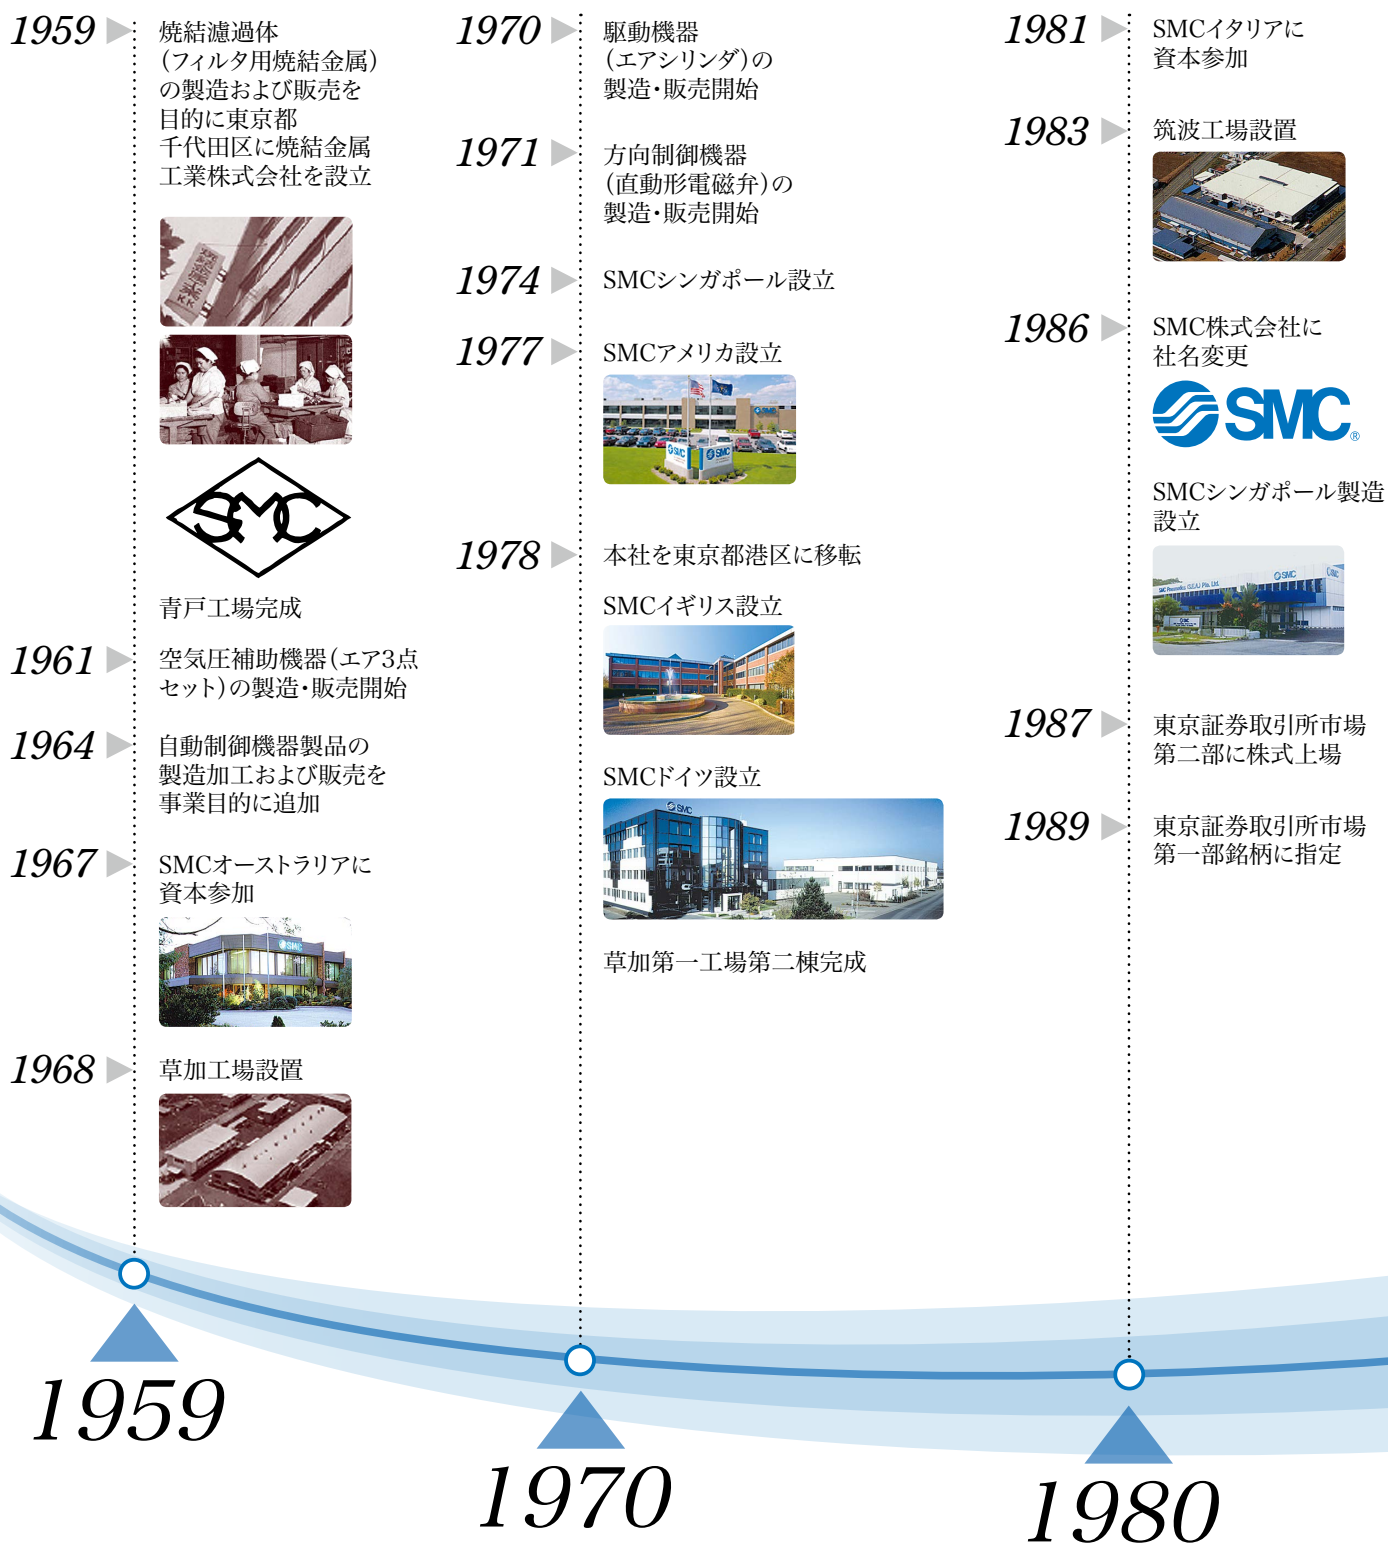 1959
焼結濾過体
（フィルタ用焼結金属）
の製造および販売を
目的に東京都
千代田区に焼結金属
工業株式会社を設立
SMC
青戸工場完成
1961
空気圧補助機器（エア3点
セット）の製造・販売開始
1964
自動制御機器製品の
製造加工および販売を
事業目的に追加
1967
SMCオーストラリアに
資本参加
SMC
1968
草加工場設置
1970
駆動機器
（エアシリンダ）の
製造・販売開始
1971
方向制御機器
（直動形電磁弁）の
製造・販売開始
1974
SMCシンガポール設立
1977
SMCアメリカ設立
SMC
SMC
SMC
1978
本社を東京都港区に移転
SMCイギリス設立
SMCドイツ設立
SMC
草加第一工場第二棟完成
1981
SMCイタリアに
資本参加
1983
筑波工場設置
1986
SMC株式会社に
社名変更
SMC®
SMCシンガポール製造
設立
SMC
SMC
SMC Pneumatics (S.E.A.) Pte. Ltd.
SMC
1987
東京証券取引所市場
第二部に株式上場
1989
東京証券取引所市場
第一部銘柄に指定
1959
1970
1980